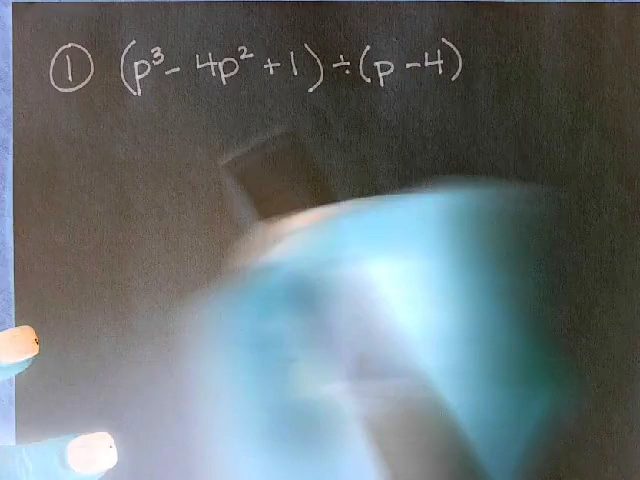 ① (p³ - 4p² + 1) ÷ (p - 4)